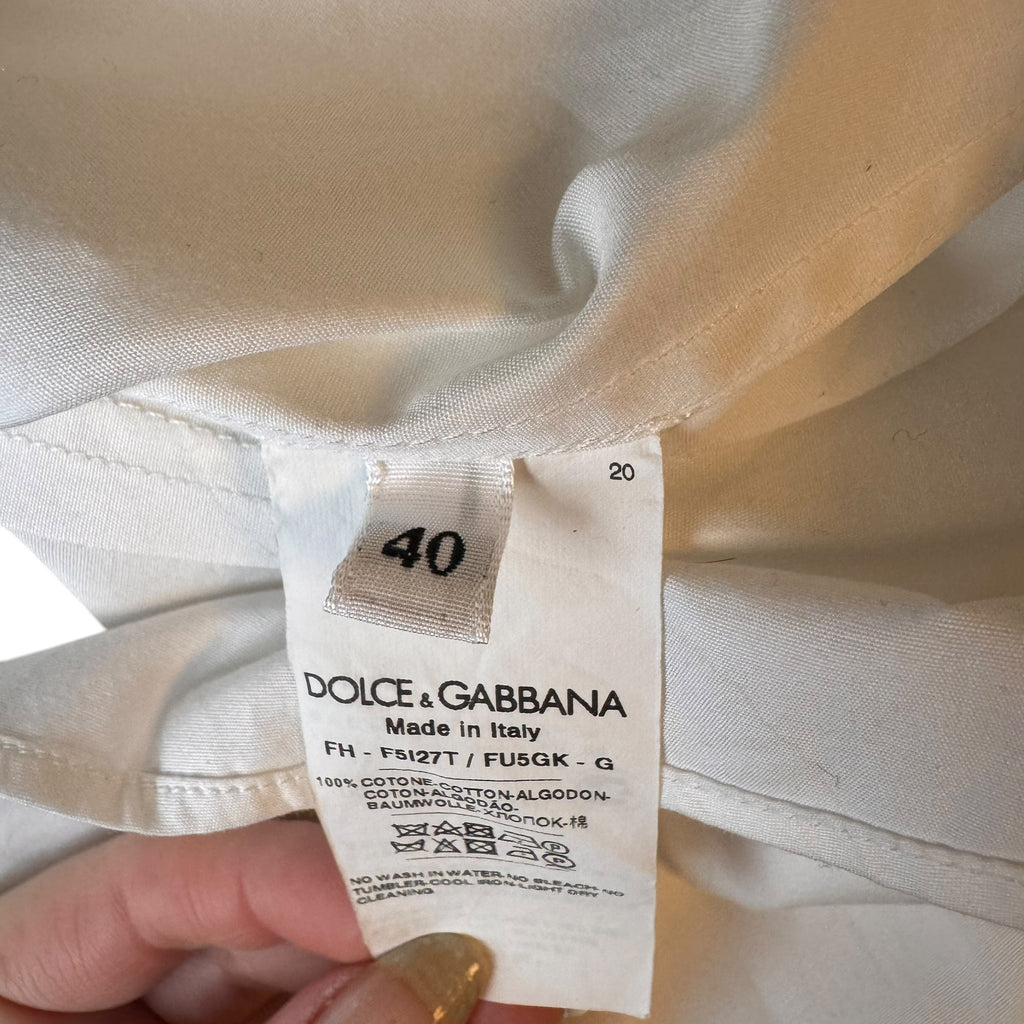 20
40
DOLCE & GABBANA
Made in Italy
FH - F5I27T / FU5GK - G
100% COTONE-COTTON-ALGODON-
COTON-ALGODÃO-
BAUMWOLLE-ХЛОПОК-棉
NO WASH IN WATER-NO BLEACH-NO
TUMBLER-COOL IRON-LIGHT DRY
CLEANING